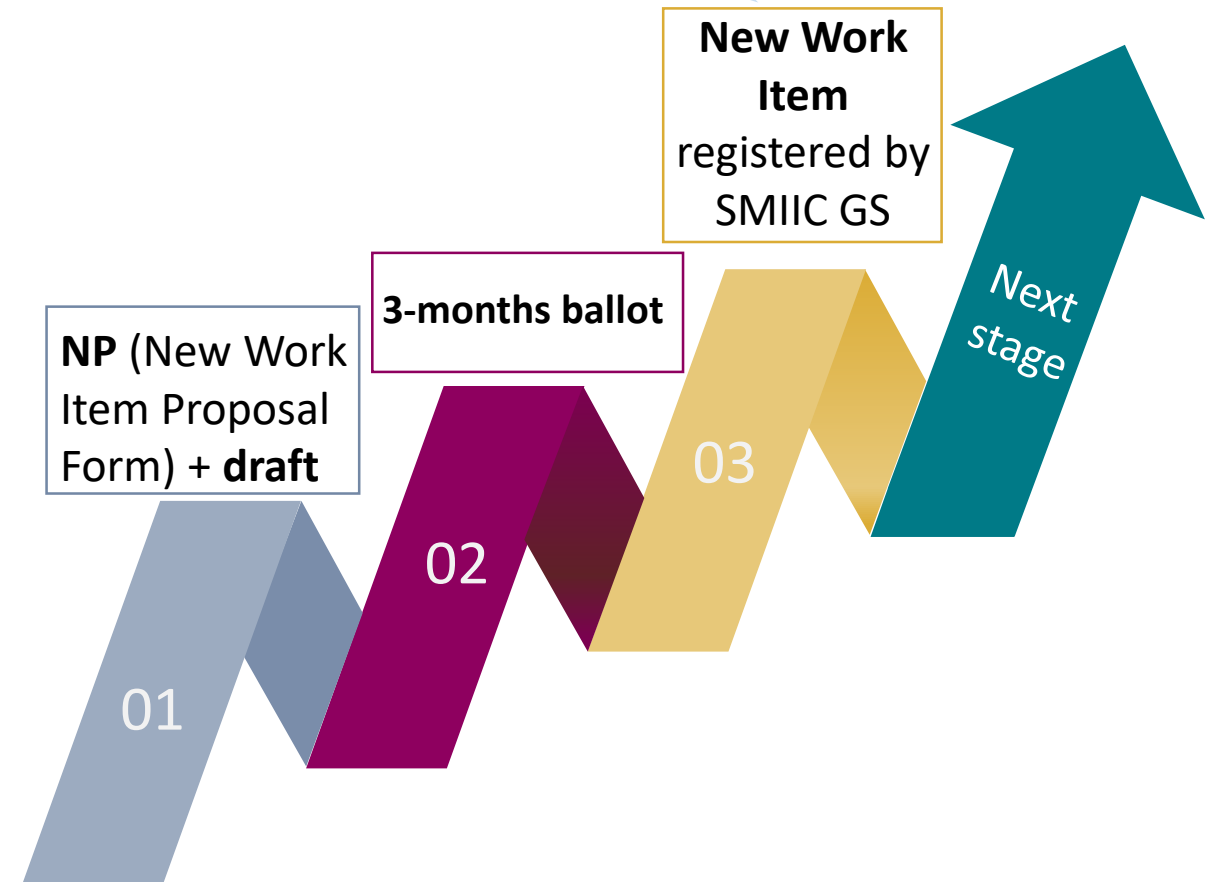 NP (New Work
Item Proposal
Form) + draft
01
3-months ballot
02
New Work
Item
registered by
SMIIC GS
03
Next
stage